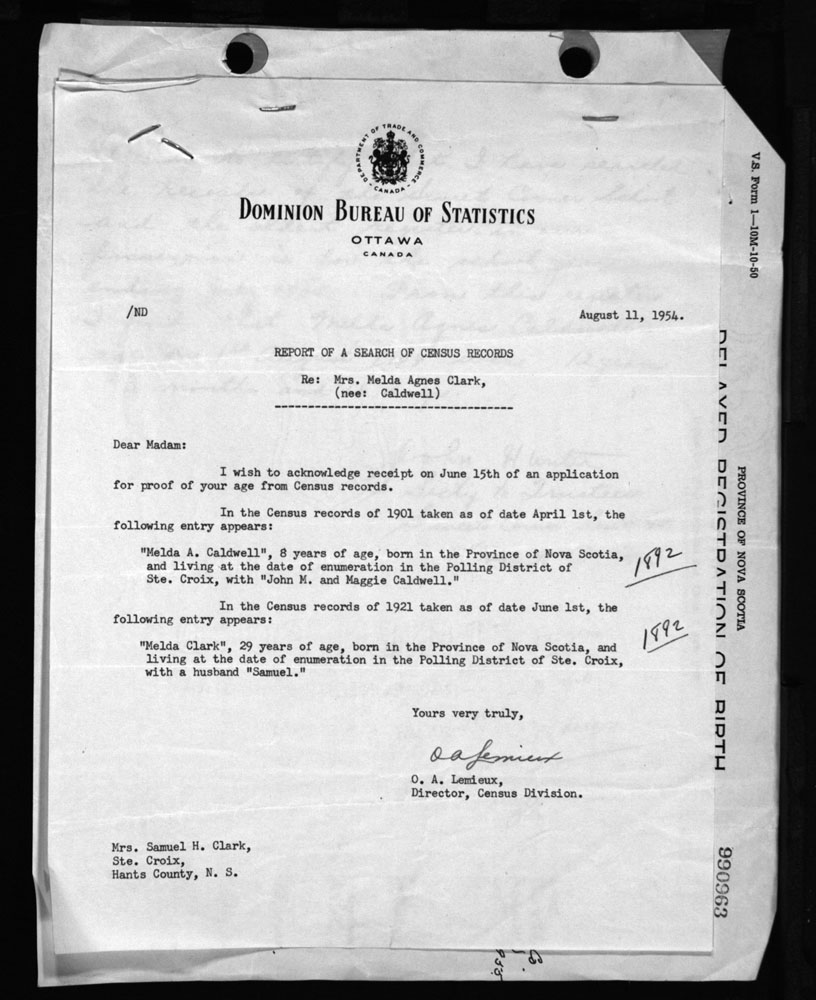 DEPARTMENT OF TRADE AND COMMERCE
CANADA
DOMINION BUREAU OF STATISTICS
OTTAWA
CANADA
/ND
August 11, 1954.
REPORT OF A SEARCH OF CENSUS RECORDS
Re: Mrs. Melda Agnes Clark,
(nee: Caldwell)
Dear Madam:
I wish to acknowledge receipt on June 15th of an application
for proof of your age from Census records.
In the Census records of 1901 taken as of date April 1st, the
following entry appears:
"Melda A. Caldwell", 8 years of age, born in the Province of Nova Scotia,
and living at the date of enumeration in the Polling District of
Ste. Croix, with "John M. and Maggie Caldwell."
1892
In the Census records of 1921 taken as of date June 1st, the
following entry appears:
1892
"Melda Clark", 29 years of age, born in the Province of Nova Scotia, and
living at the date of enumeration in the Polling District of Ste. Croix,
with a husband "Samuel."
Yours very truly,
O A Lemieux
O. A. Lemieux,
Director, Census Division.
Mrs. Samuel H. Clark,
Ste. Croix,
Hants County, N. S.
V.S. Form 1—10M-10-50
PROVINCE OF NOVA SCOTIA
DELAYED REGISTRATION OF BIRTH
990963